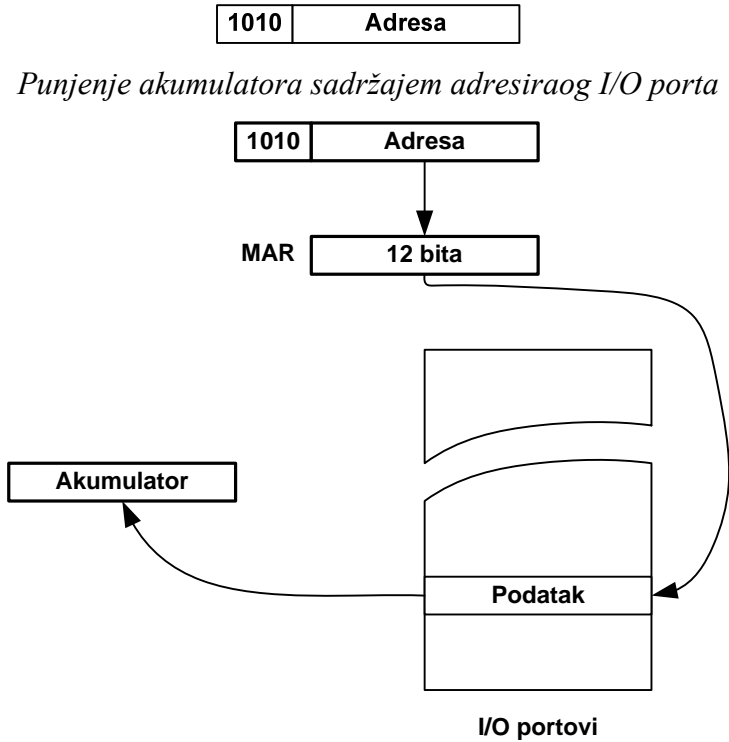 1010 Adresa
Punjenje akumulatora sadržajem adresiraog I/O porta
1010 Adresa
MAR 12 bita
Akumulator
Podatak
I/O portovi